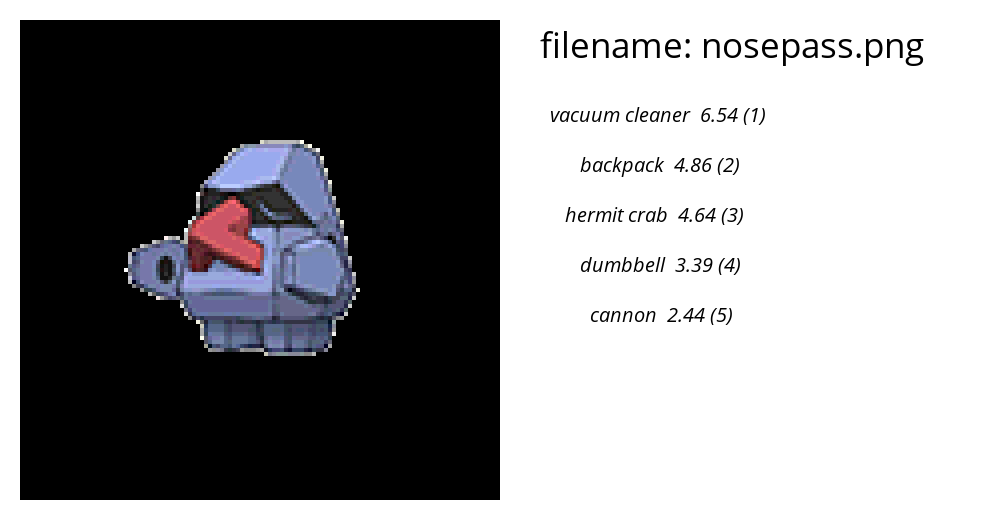 filename: nosepass.png
vacuum cleaner 6.54 (1)
backpack 4.86 (2)
hermit crab 4.64 (3)
dumbbell 3.39 (4)
cannon 2.44 (5)